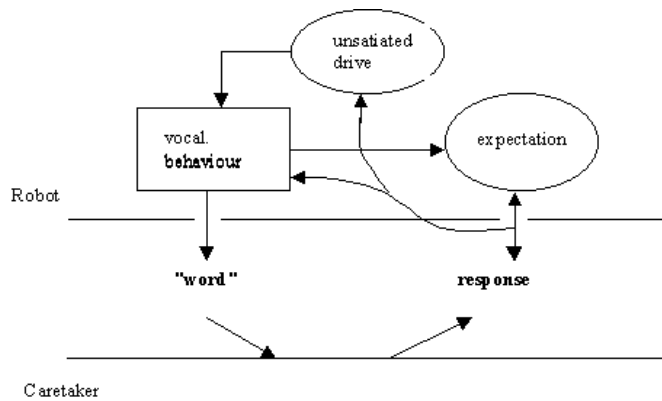 unsatiated
drive
vocal.
behaviour
expectation
Robot
"word"
response
Caretaker